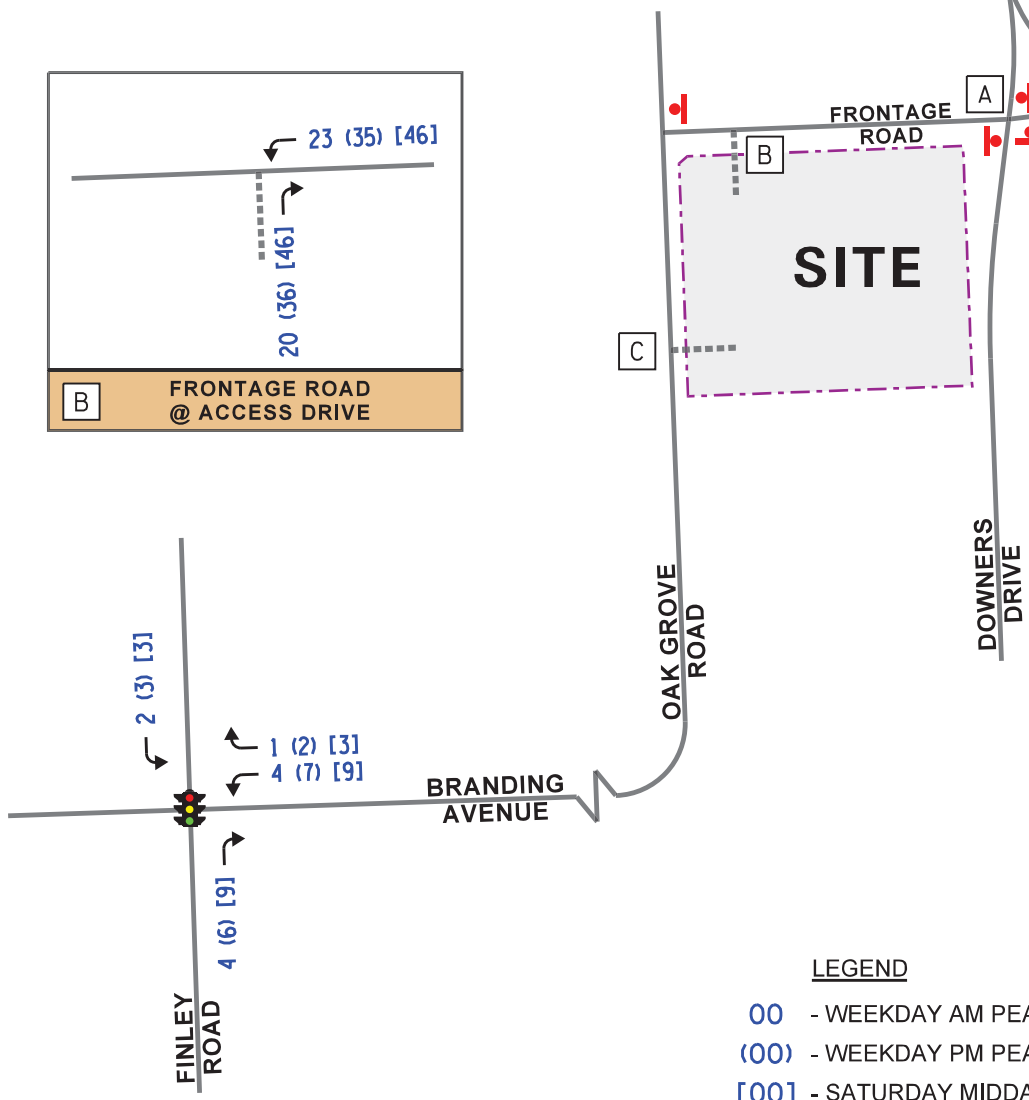 A
FRONTAGE
ROAD
23 (35) [46]
B
20 (36) [46]
SITE
C
B
FRONTAGE ROAD
@ ACCESS DRIVE
DOWNERS
DRIVE
OAK GROVE
ROAD
2 (3) [3]
1 (2) [3]
4 (7) [9]
BRANDING
AVENUE
4 (6) [9]
FINLEY
ROAD
LEGEND
00 - WEEKDAY AM PEA
(00) - WEEKDAY PM PEA
[00] - SATURDAY MIDDA